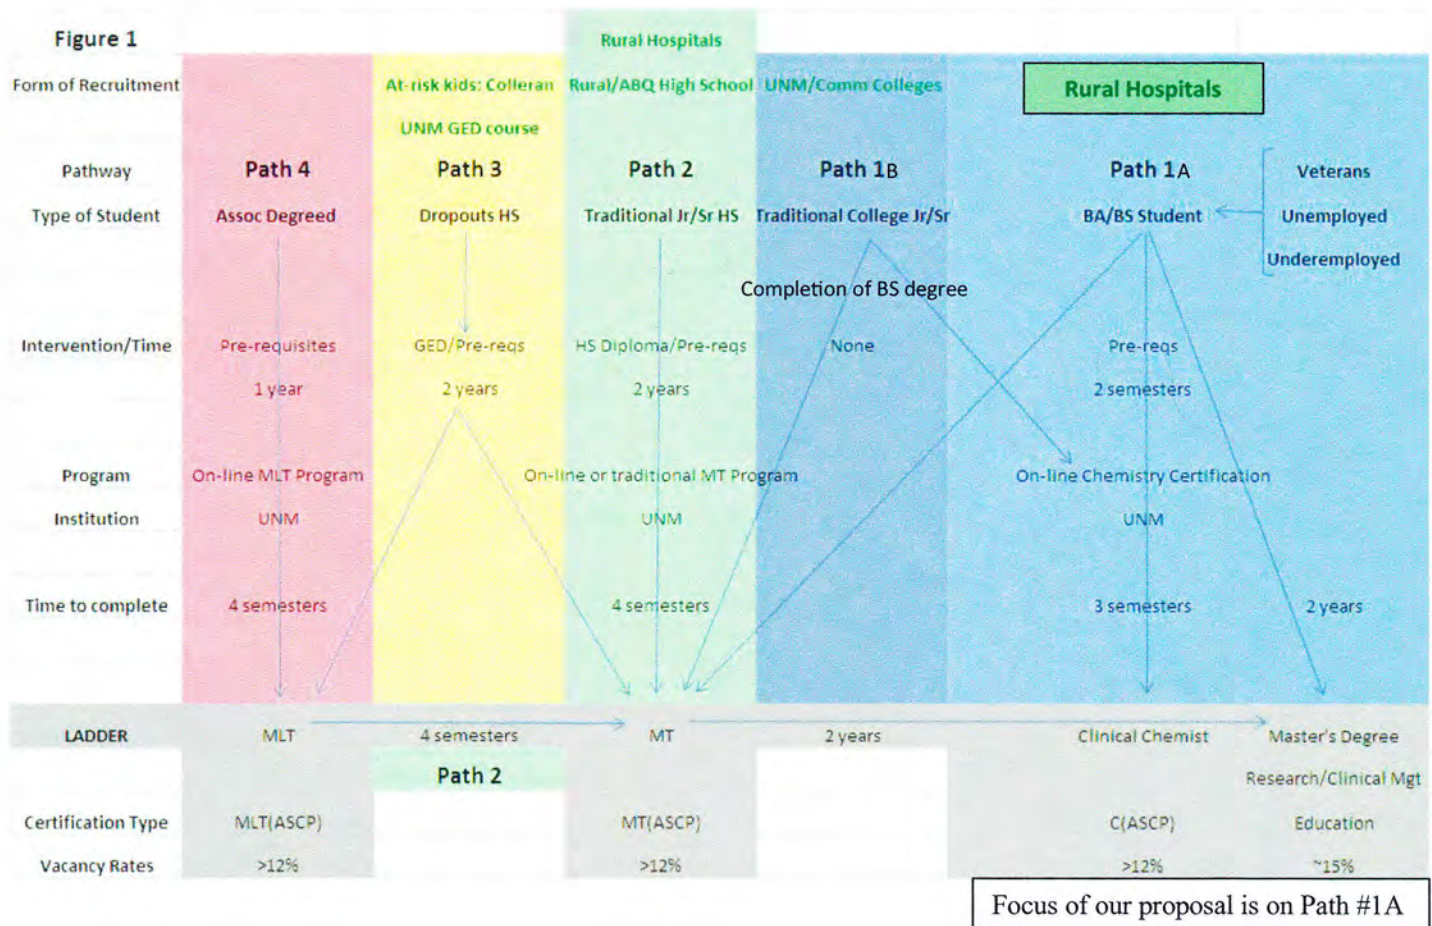 Figure 1
Rural Hospitals
Form of Recruitment At-risk kids: Colleran Rural/ABQ High School UNM/Comm Colleges Rural Hospitals
UNM GED course
Pathway Path 4 Path 3 Path 2 Path 1B Path 1A Veterans
Type of Student Assoc Degreed Dropouts HS Traditional Jr/Sr HS Traditional College Jr/Sr BA/BS Student Unemployed
Underemployed
Completion of BS degree
Intervention/Time Pre-requisites GED/Pre-reqs HS Diploma/Pre-reqs None Pre-reqs
1 year 2 years 2 years 2 semesters
Program On-line MLT Program On-line or traditional MT Program On-line Chemistry Certification
Institution UNM UNM UNM
Time to complete 4 semesters 4 semesters 3 semesters 2 years
LADDER MLT 4 semesters MT 2 years Clinical Chemist Master's Degree
Path 2 Research/Clinical Mgt
Certification Type MLT(ASCP) MT(ASCP) C(ASCP) Education
Vacancy Rates >12% >12% >12% ~15%
Focus of our proposal is on Path #1A